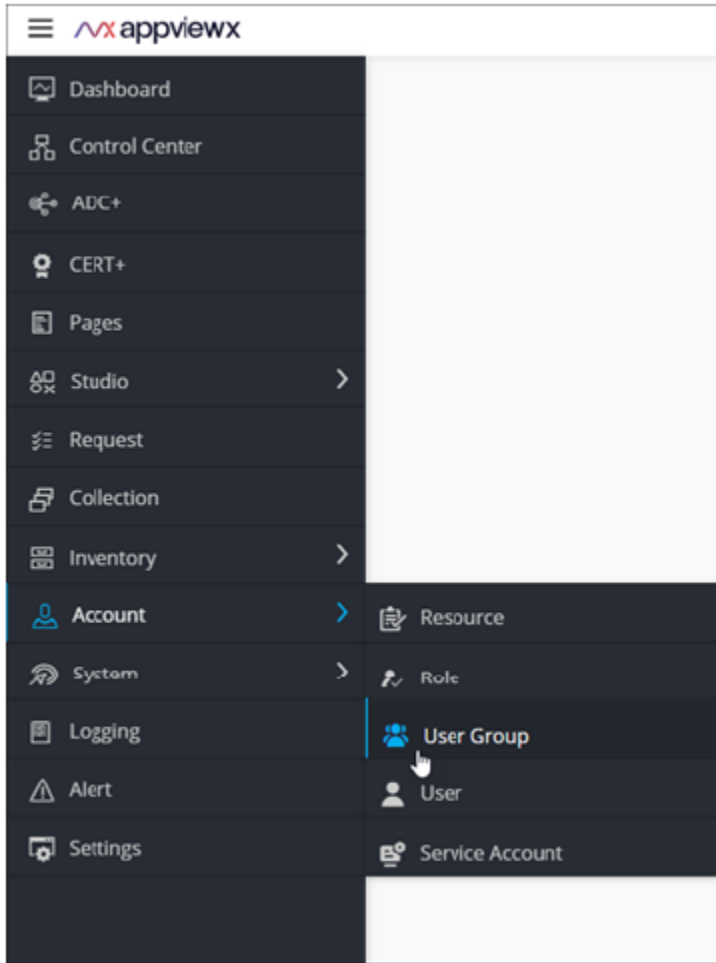 appviewx
Dashboard
Control Center
ADC+
CERT+
Pages
Studio
Request
Collection
Inventory
Account
System
Logging
Alert
Settings
Resource
Role
User Group
User
Service Account